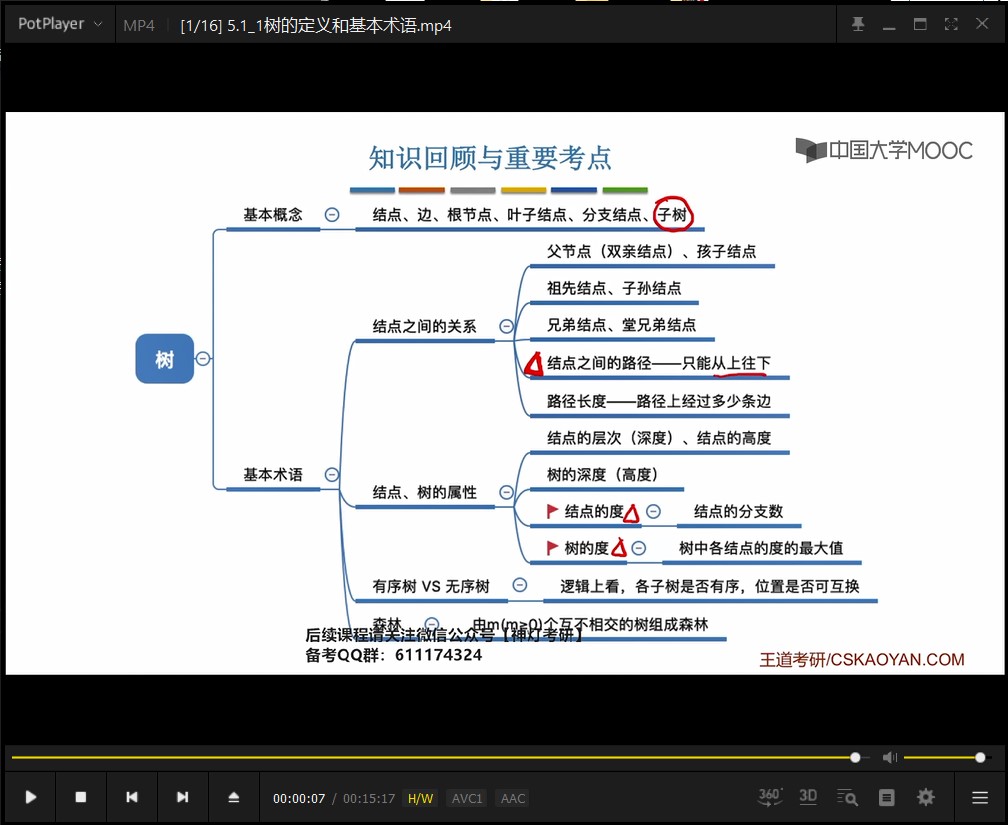 PotPlayer MP4 [1/16] 5.1_1树的定义和基本术语.mp4
知识回顾与重要考点
中国大学MOOC
基本概念 结点、边、根节点、叶子结点、分支结点、子树
父节点（双亲结点）、孩子结点
祖先结点、子孙结点
结点之间的关系 兄弟结点、堂兄弟结点
树
结点之间的路径——只能从上往下
路径长度——路径上经过多少条边
结点的层次（深度）、结点的高度
基本术语 树的深度（高度）
结点、树的属性
结点的度 结点的分支数
树的度 树中各结点的度的最大值
有序树 VS 无序树 逻辑上看，各子树是否有序，位置是否可互换
森林 由m(m≥0)个互不相交的树组成森林
后续课程请关注微信公众号【神灯考研】
备考QQ群：611174324
王道考研/CSKAOYAN.COM
00:00:07 / 00:15:17 H/W AVC1 AAC 360° 3D